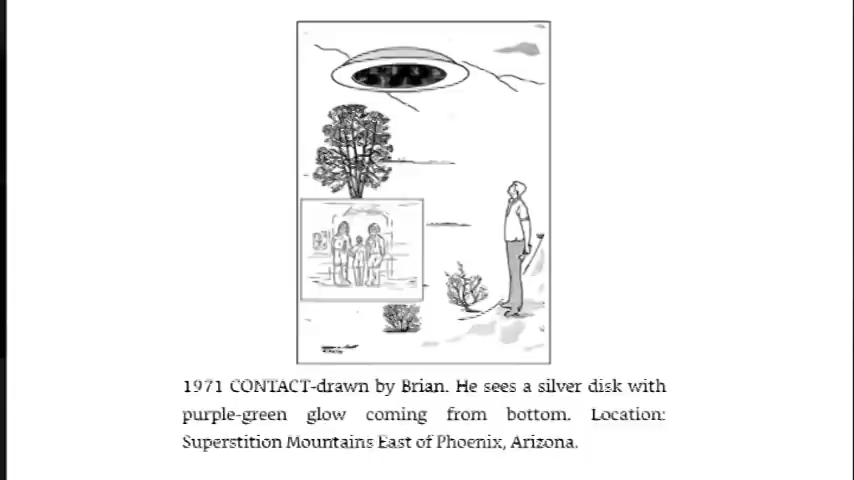 1971 CONTACT-drawn by Brian. He sees a silver disk with
purple-green glow coming from bottom. Location:
Superstition Mountains East of Phoenix, Arizona.